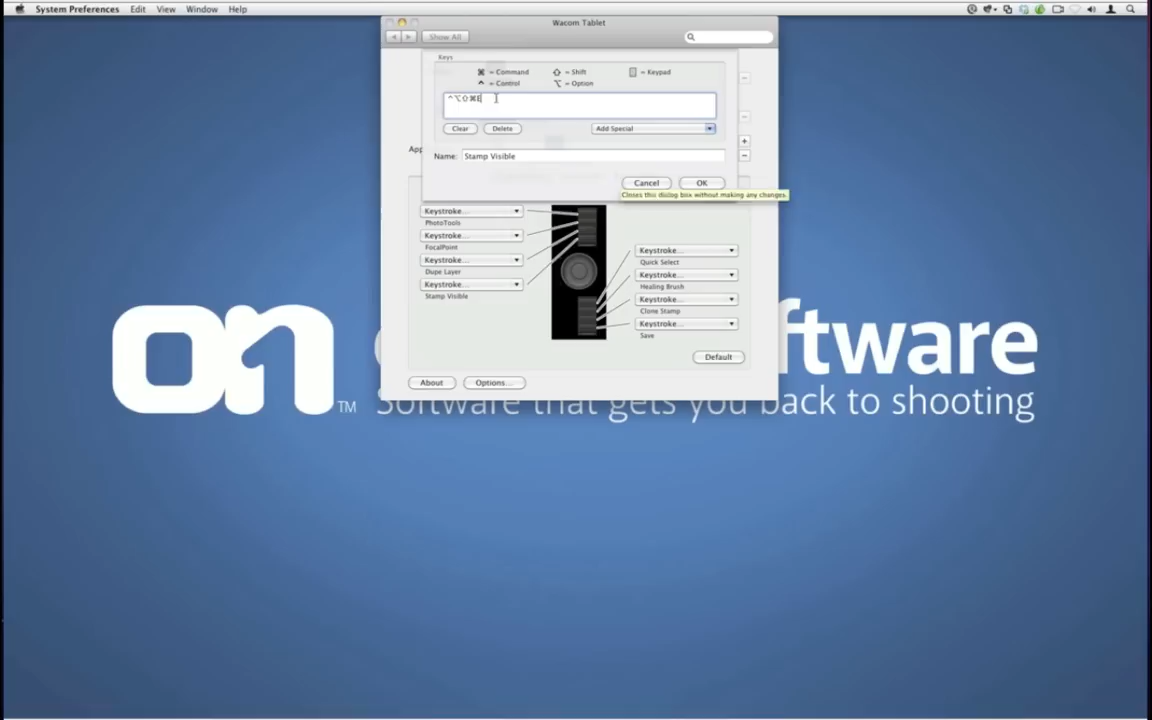 System Preferences Edit View Window Help
Wacom Tablet
Show All
Keys
⌘ = Command ⇧ = Shift = Keypad
^ = Control ⌥ = Option
^⌥⇧⌘E
Clear Delete Add Special
App
Name: Stamp Visible
Cancel OK
Closes this dialog box without making any changes.
Keystroke...
PhotoTools
Keystroke...
FocalPoint
Keystroke...
Dupe Layer
Keystroke...
Stamp Visible
Keystroke...
Quick Select
Keystroke...
Healing Brush
Keystroke...
Clone Stamp
Keystroke...
Save
Default
About Options...
on ftware
TM Software that gets you back to shooting